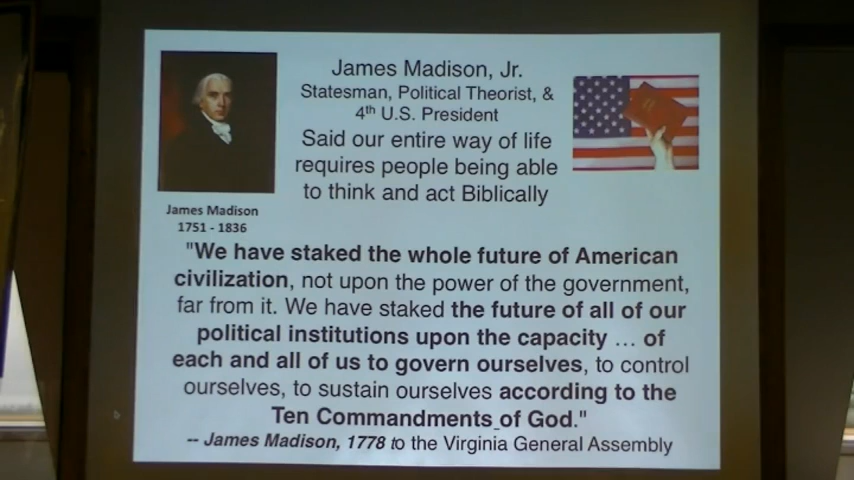 James Madison, Jr.
Statesman, Political Theorist, &
4th U.S. President
Said our entire way of life
requires people being able
to think and act Biblically
James Madison
1751 - 1836
"We have staked the whole future of American
civilization, not upon the power of the government,
far from it. We have staked the future of all of our
political institutions upon the capacity ... of
each and all of us to govern ourselves, to control
ourselves, to sustain ourselves according to the
Ten Commandments of God."
-- James Madison, 1778 to the Virginia General Assembly